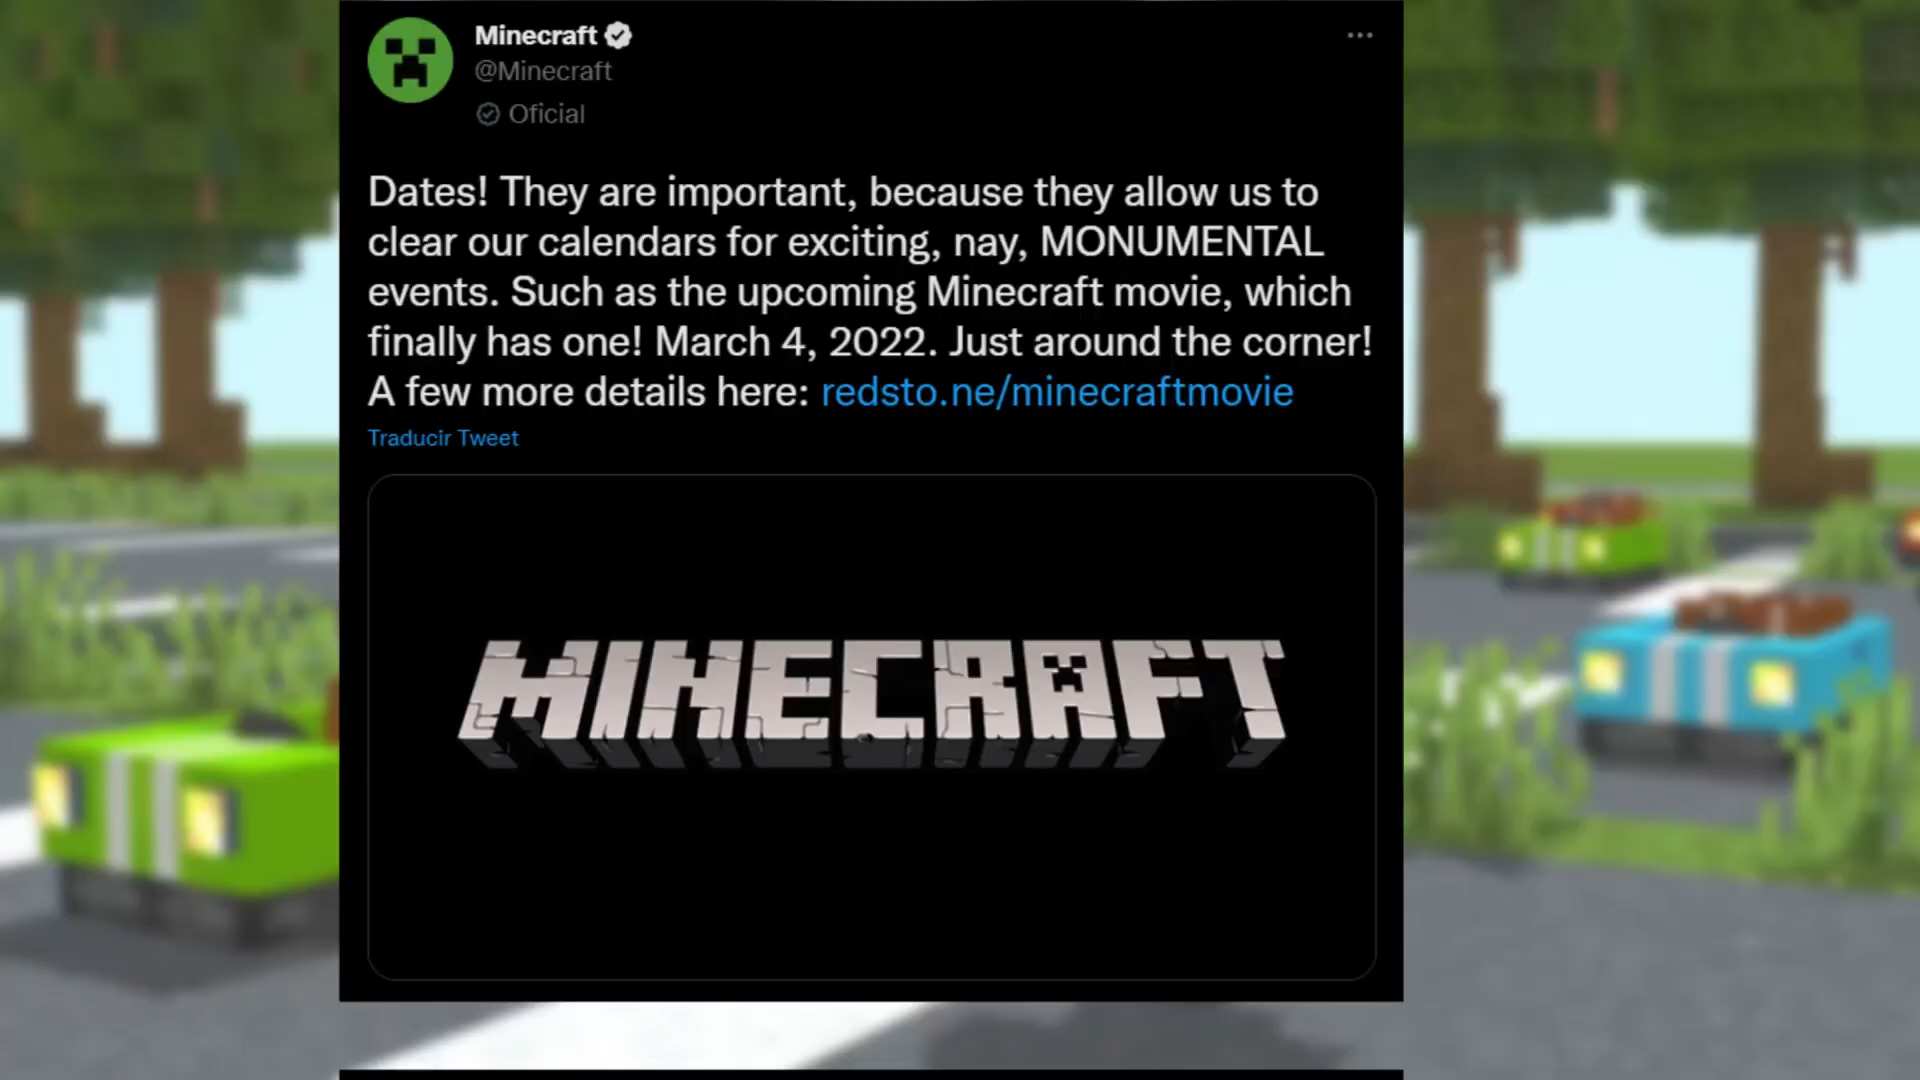 Minecraft
@Minecraft
Oficial
Dates! They are important, because they allow us to
clear our calendars for exciting, nay, MONUMENTAL
events. Such as the upcoming Minecraft movie, which
finally has one! March 4, 2022. Just around the corner!
A few more details here: redsto.ne/minecraftmovie
Traducir Tweet
MINECRAFT